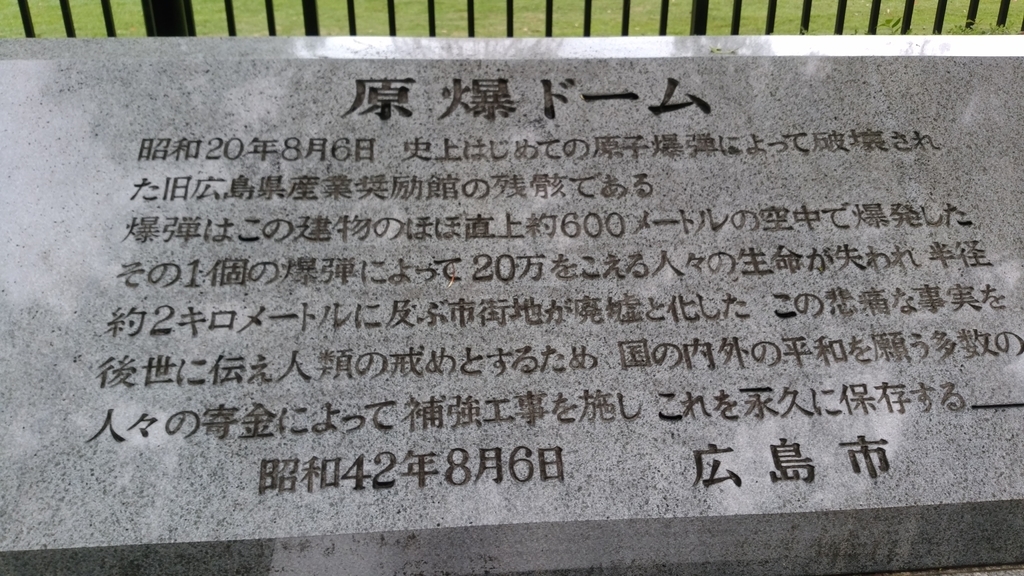 原爆ドーム
昭和20年8月6日 史上はじめての原子爆弾によって破壊され
た旧広島県産業奨励館の残骸である
爆弾はこの建物のほぼ直上約600メートルの空中で爆発した
その1個の爆弾によって 20万をこえる人々の生命が失われ 半径
約2キロメートルに及ぶ市街地が廃墟と化した この悲痛な事実を
後世に伝え人類の戒めとするため 国の内外の平和を願う多数の
人々の寄金によって補強工事を施し これを永久に保存する——
昭和42年8月6日 広島市